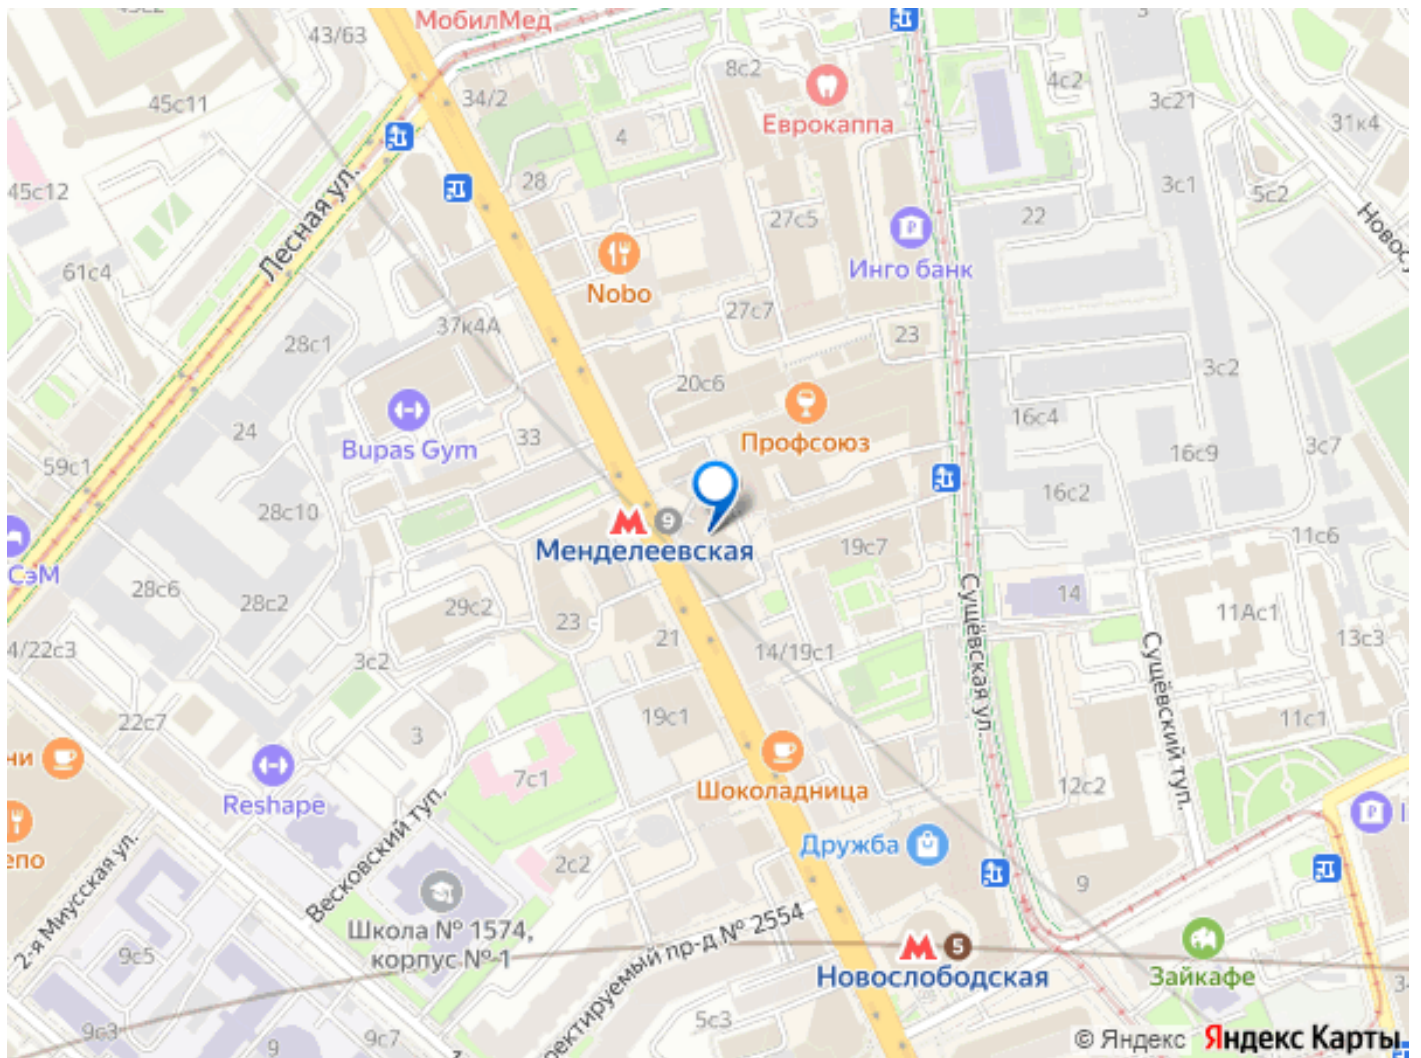 43с2
МобилМед
43/63
8с2
3
4с2
Еврокаппа
34/2
45с11
3с21
31к4
4
28
45с12
3с1
5с2
22
27с5
Лесная ул.
Инго банк
61с4
Nobo
27с7
37к4А
23
28с1
3с2
20с6
Bupas Gym
33
24
Профсоюз
16с4
59с1
16с9
3с7
16с2
28с10
9
Менделеевская
11с6
19с7
СэМ
28с6
28с2
29с2
23
14
11Ас1
13с3
Сущёвская ул.
Сущёвский туп.
4/22с3
3с2
21
14/19с1
22с7
3
19с1
11с1
7с1
Шоколадница
12с2
Reshape
Весковский туп.
Дружба
2с2
9
2-я Миусская ул.
Школа № 1574,
корпус № 1
9с5
5
Новослободская
Зайкафе
5с3
9с3
9
9с7
© Яндекс
Яндекс Карты